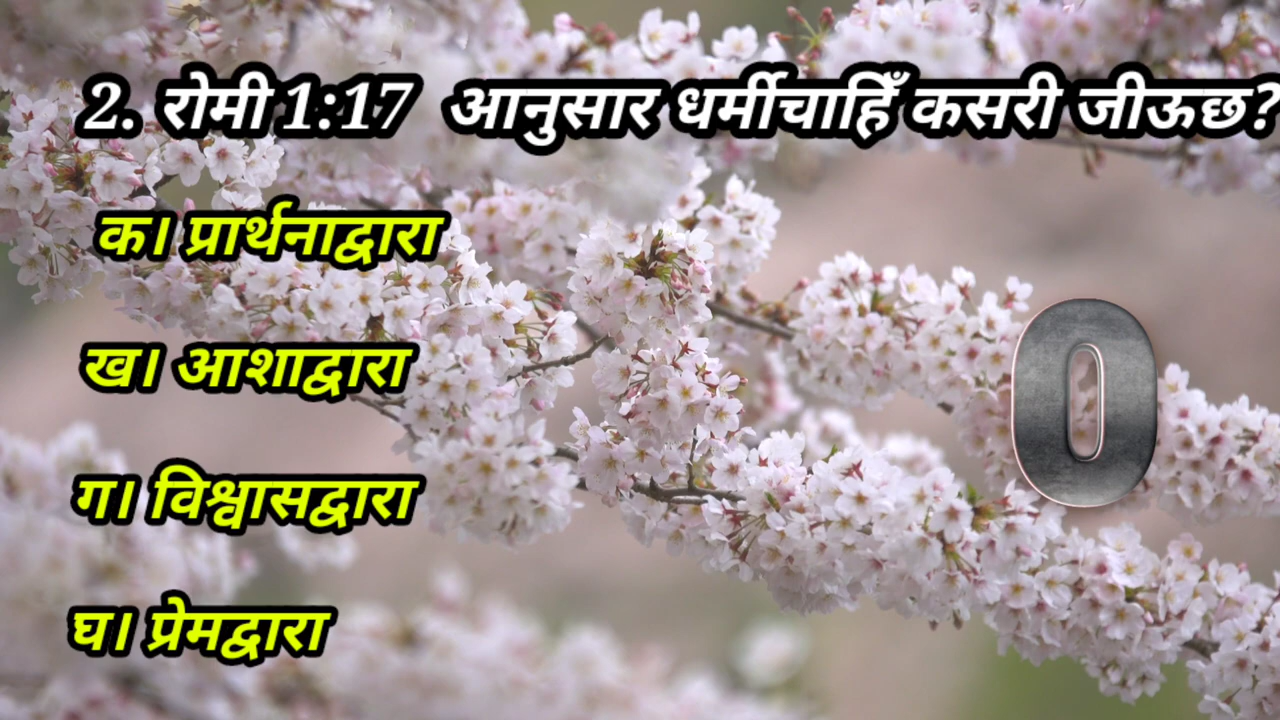 2. रोमी 1:17 आनुसार धर्मीचाहिँ कसरी जीऊछ?
क। प्रार्थनाद्वारा
ख। आशाद्वारा
ग। विश्वासद्वारा
घ। प्रेमद्वारा
0